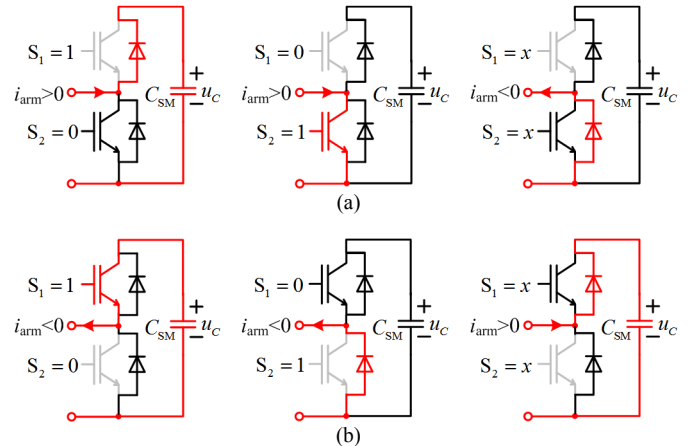 S1 = 1
iarm>0
S2 = 0
CSM
+
−
uC
S1 = 0
iarm>0
S2 = 1
CSM
+
−
uC
S1 = x
iarm<0
S2 = x
CSM
+
−
uC
(a)
S1 = 1
iarm<0
S2 = 0
CSM
+
−
uC
S1 = 0
iarm<0
S2 = 1
CSM
+
−
uC
S1 = x
iarm>0
S2 = x
CSM
+
−
uC
(b)